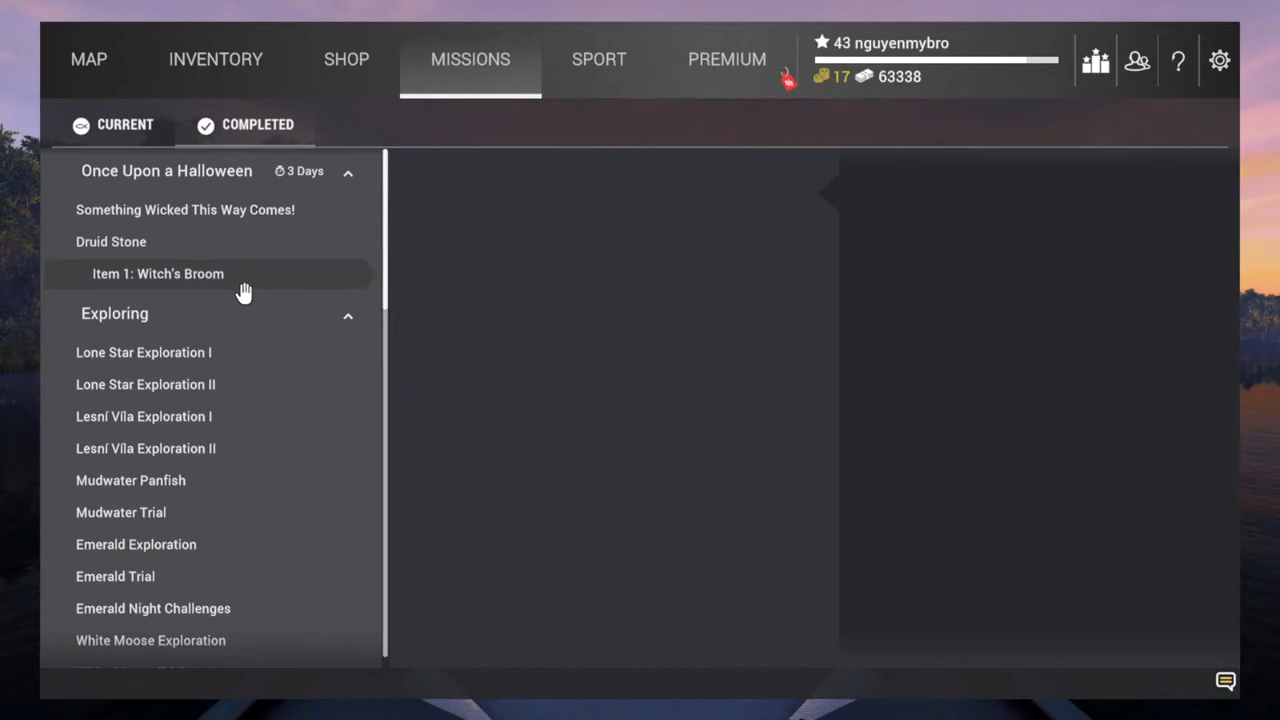 MAP
INVENTORY
SHOP
MISSIONS
SPORT
PREMIUM
43 nguyenmybro
17 63338
?
CURRENT
COMPLETED
Once Upon a Halloween 3 Days
Something Wicked This Way Comes!
Druid Stone
Item 1: Witch's Broom
Exploring
Lone Star Exploration I
Lone Star Exploration II
Lesní Víla Exploration I
Lesní Víla Exploration II
Mudwater Panfish
Mudwater Trial
Emerald Exploration
Emerald Trial
Emerald Night Challenges
White Moose Exploration